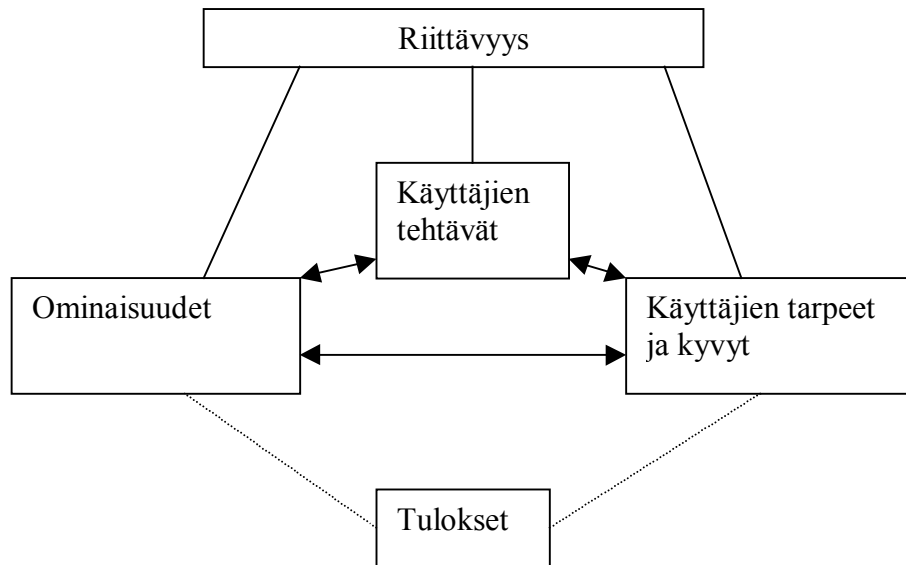 Riittävyys
Käyttäjien
tehtävät
Ominaisuudet
Käyttäjien tarpeet
ja kyvyt
Tulokset